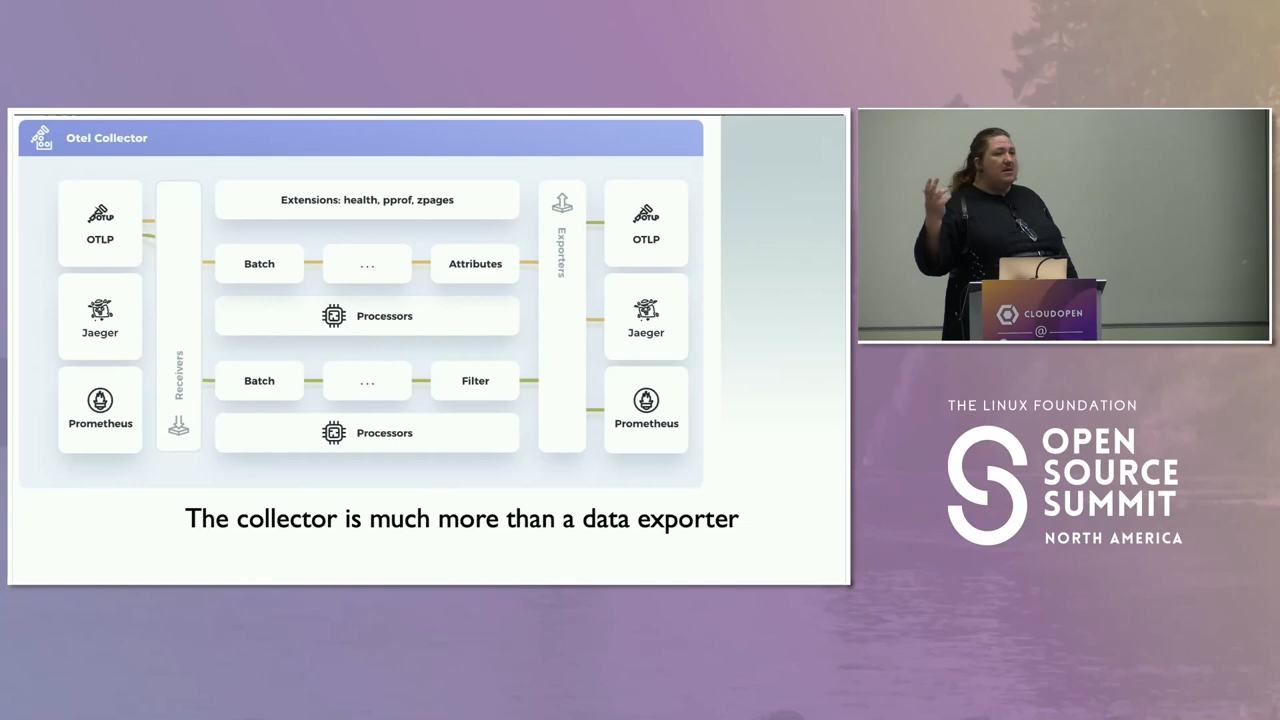 Otel Collector
OTLP
Jaeger
Prometheus
Receivers
Extensions: health, pprof, zpages
Batch
...
Attributes
Processors
Batch
...
Filter
Processors
Exporters
OTLP
Jaeger
Prometheus
The collector is much more than a data exporter
CLOUDOPEN
@
THE LINUX FOUNDATION
OPEN
SOURCE
SUMMIT
NORTH AMERICA